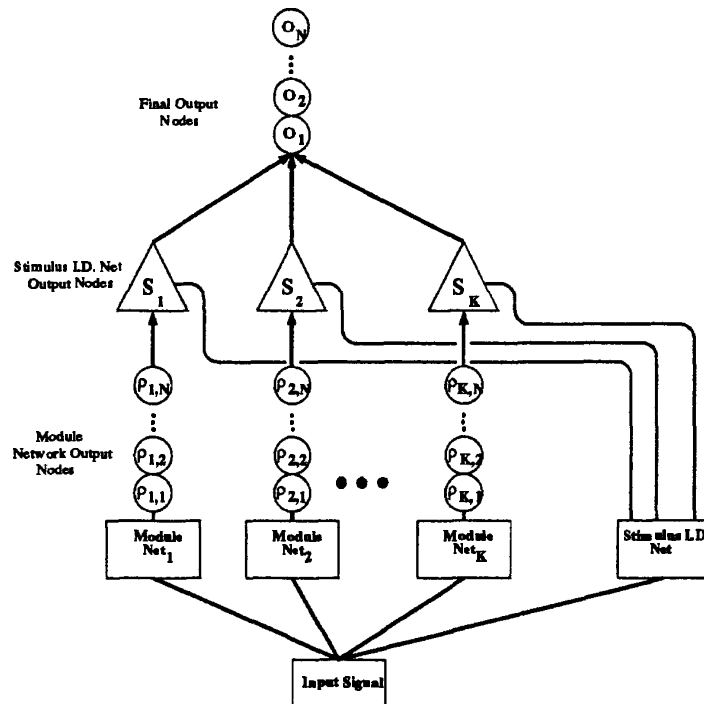 O_N
O_2
Final Output
Nodes
O_1
Stimulus I.D. Net
Output Nodes
S_1
S_2
S_K
ρ_1,N
ρ_2,N
ρ_K,N
Module
Network Output
Nodes
ρ_1,2
ρ_2,2
ρ_K,2
ρ_1,1
ρ_2,1
ρ_K,1
Module
Net_1
Module
Net_2
Module
Net_K
Stimulus I.D.
Net
Input Signal